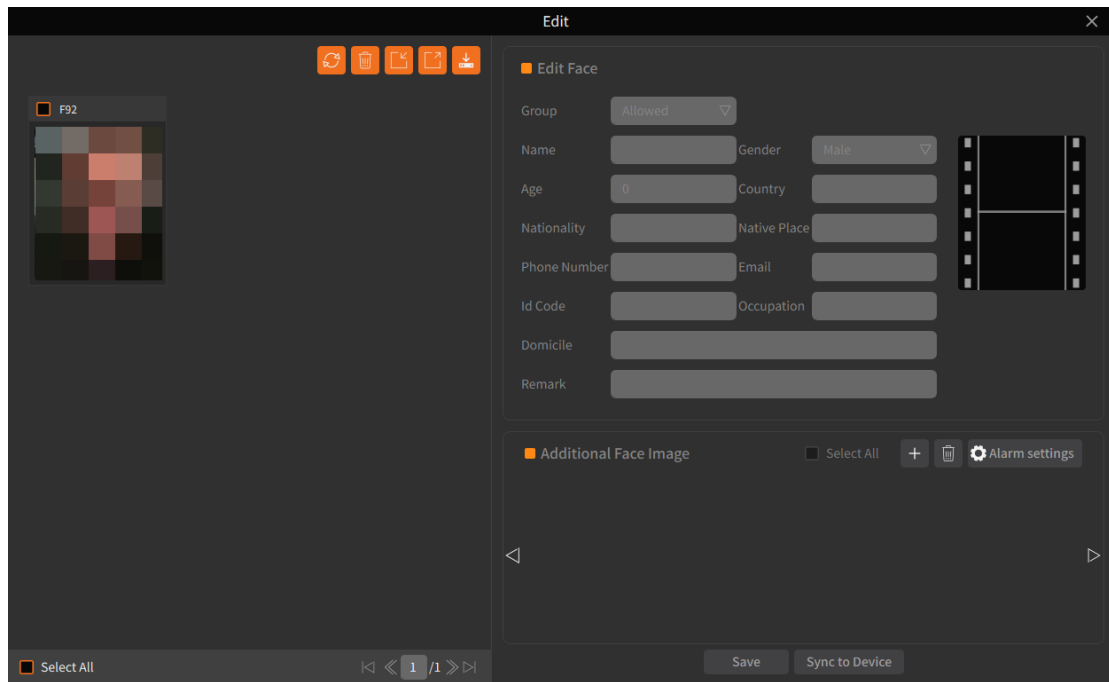 Edit
F92
Edit Face
Group Allowed
Name Gender Male
Age 0 Country
Nationality Native Place
Phone Number Email
Id Code Occupation
Domicile
Remark
Additional Face Image Select All + Alarm settings
Select All 1 /1
Save Sync to Device